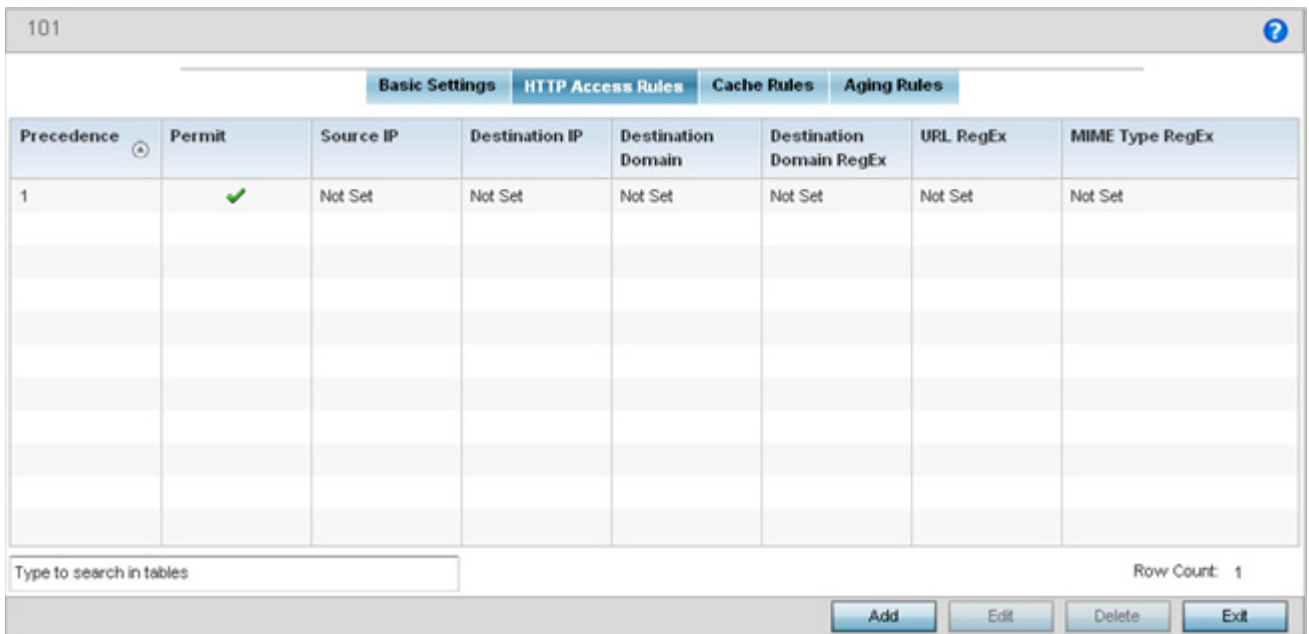 101
?
Basic Settings HTTP Access Rules Cache Rules Aging Rules
Precedence Permit Source IP Destination IP Destination Domain Destination Domain RegEx URL RegEx MIME Type RegEx
1 Not Set Not Set Not Set Not Set Not Set Not Set
Type to search in tables Row Count: 1
Add Edit Delete Exit